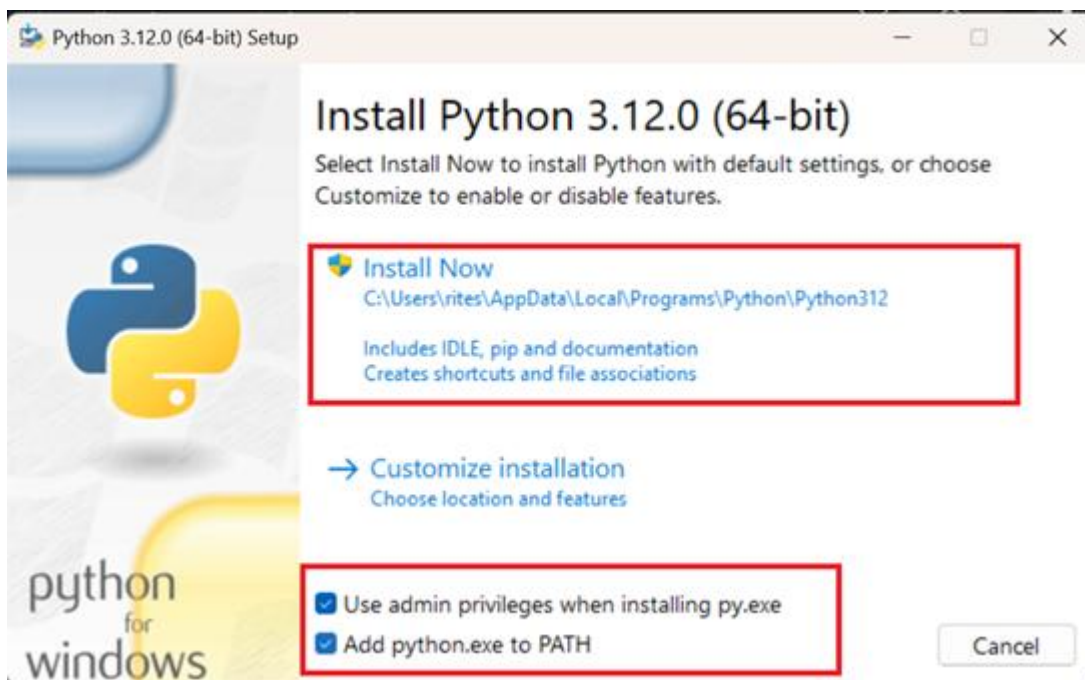 Python 3.12.0 (64-bit) Setup
Install Python 3.12.0 (64-bit)
Select Install Now to install Python with default settings, or choose
Customize to enable or disable features.
Install Now
C:\Users\rites\AppData\Local\Programs\Python\Python312
Includes IDLE, pip and documentation
Creates shortcuts and file associations
Customize installation
Choose location and features
Use admin privileges when installing py.exe
Add python.exe to PATH
Cancel
python
for
windows